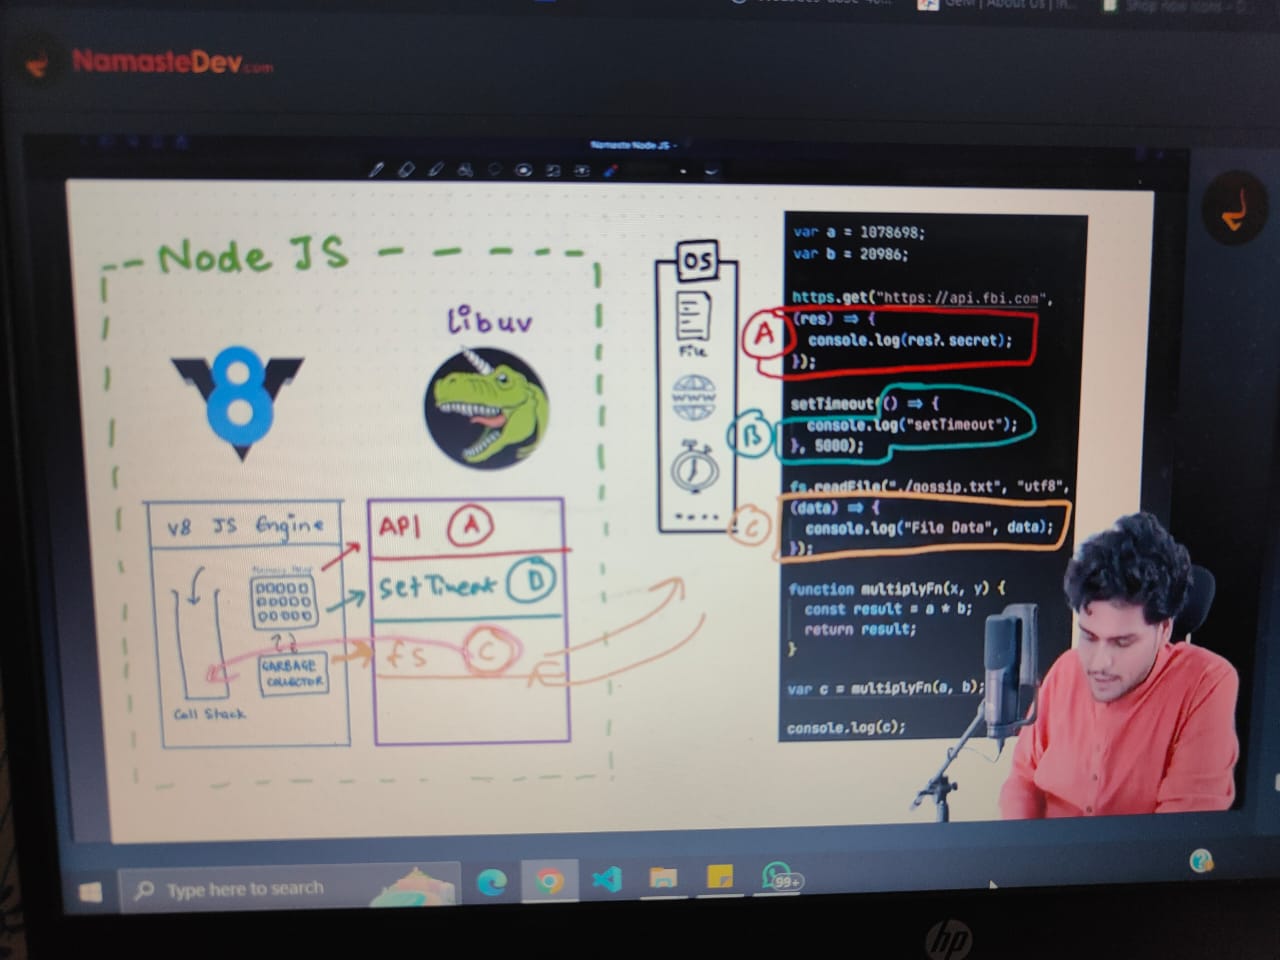 NamasteDev.com
Namaste Node JS
Node JS
Libuv
V8 JS Engine
GARBAGE
COLLECTOR
Call Stack
API A
setTimeout B
fs C
OS
File
www
A
B
C
var a = 1078698;
var b = 20986;
https.get("https://api.fbi.com",
(res) => {
console.log(res?.secret);
});
setTimeout(() => {
console.log("setTimeout");
}, 5000);
fs.readFile("./gossip.txt", "utf8",
(data) => {
console.log("File Data", data);
});
function multiplyFn(x, y) {
const result = a * b;
return result;
}
var c = multiplyFn(a, b);
console.log(c);
Type here to search
99+
hp